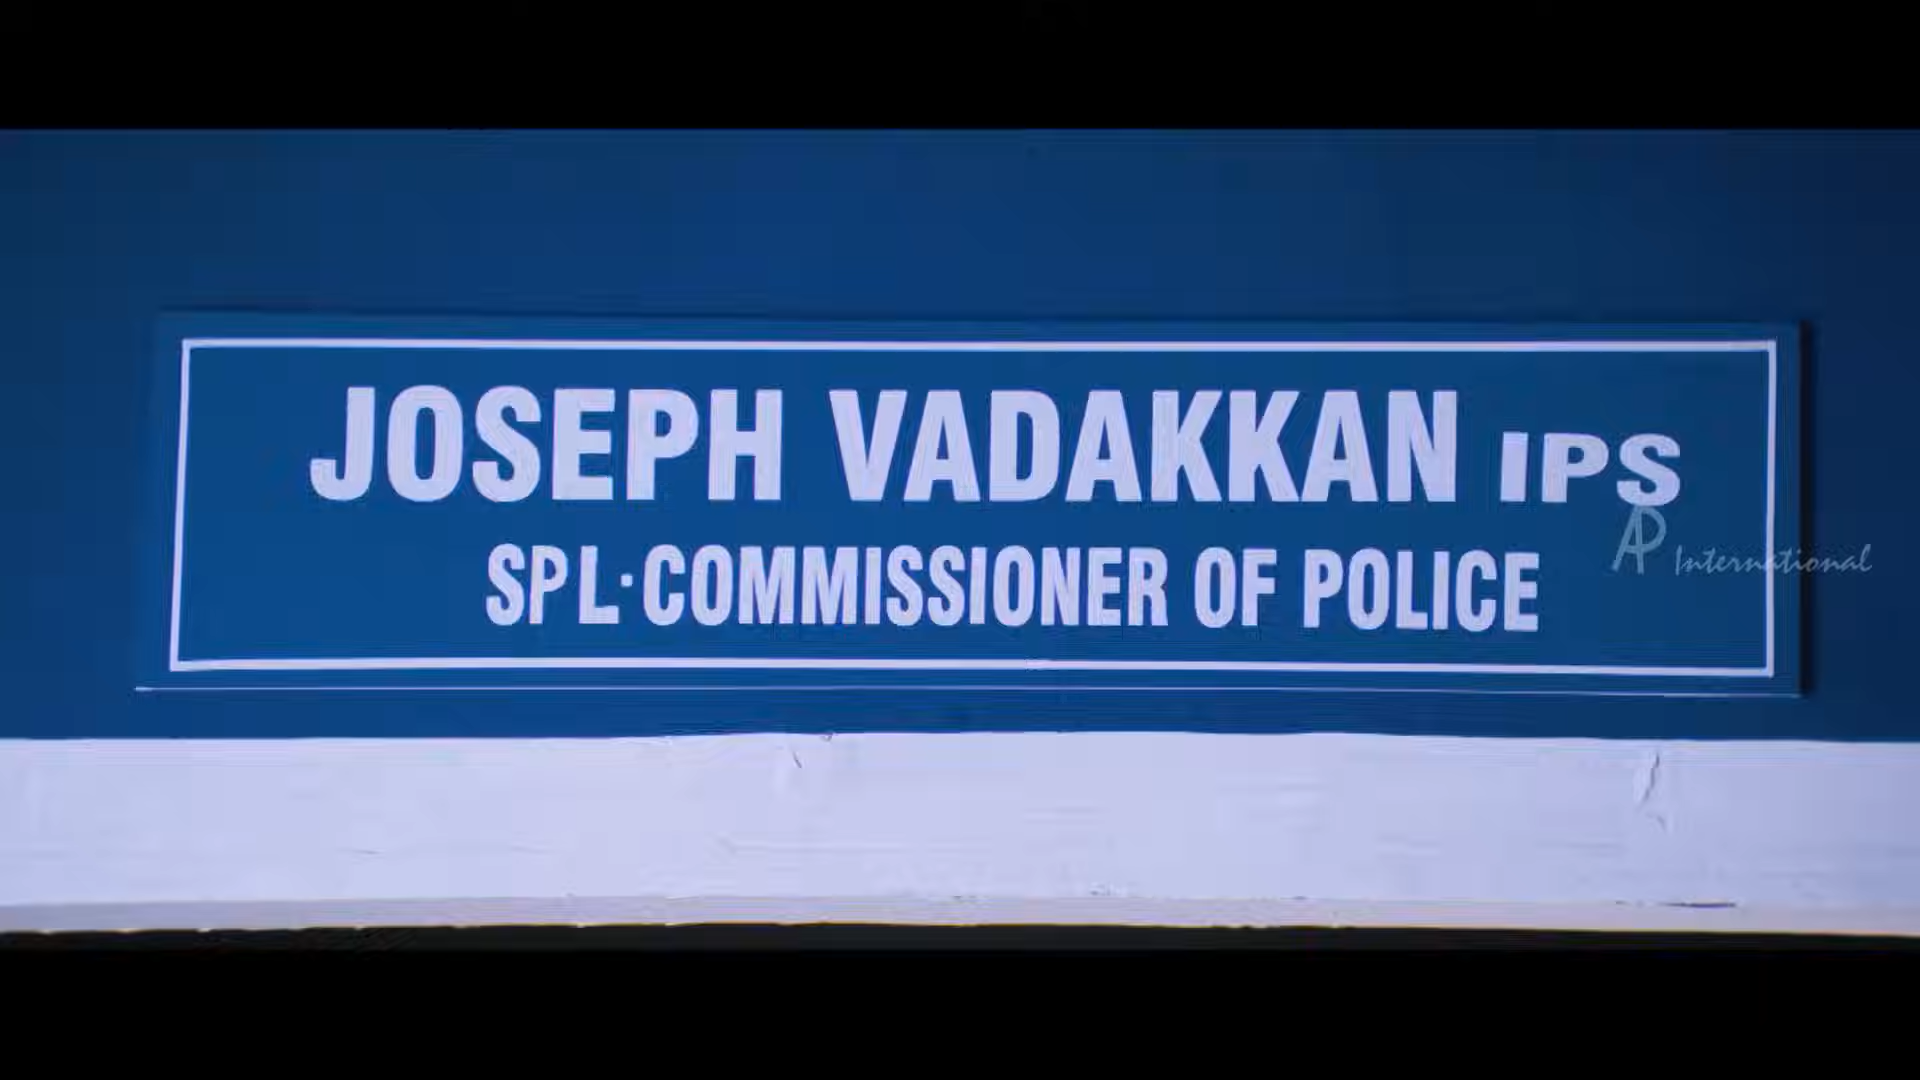 JOSEPH VADAKKAN IPS
SPL·COMMISSIONER OF POLICE
AP International